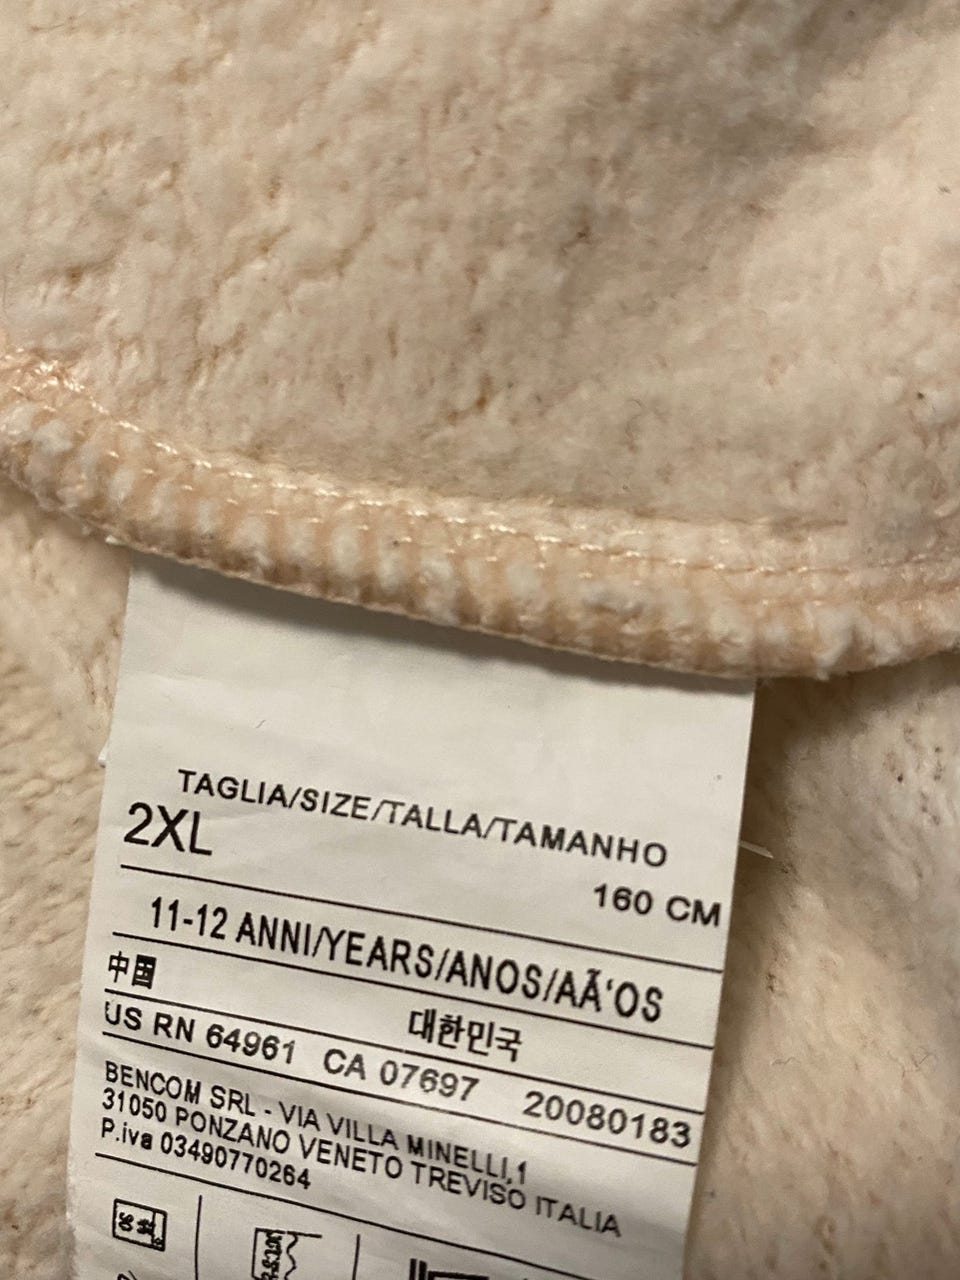 TAGLIA/SIZE/TALLA/TAMANHO
2XL
160 CM
11-12 ANNI/YEARS/ANOS/AÃ‘OS
中国
대한민국
US RN 64961 CA 07697 20080183
BENCOM SRL - VIA VILLA MINELLI,1
31050 PONZANO VENETO TREVISO ITALIA
P.iva 03490770264